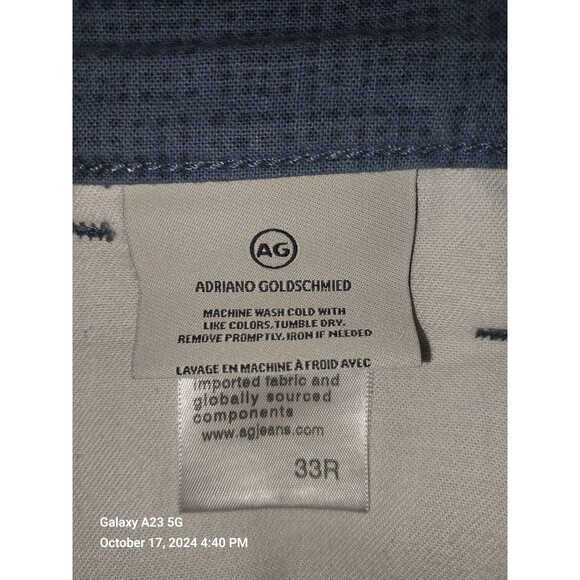 AG
ADRIANO GOLDSCHMIED
MACHINE WASH COLD WITH
LIKE COLORS. TUMBLE DRY.
REMOVE PROMPTLY. IRON IF NEEDED
LAVAGE EN MACHINE À FROID AVEC
imported fabric and
globally sourced
components
www.agjeans.com
33R
Galaxy A23 5G
October 17, 2024 4:40 PM